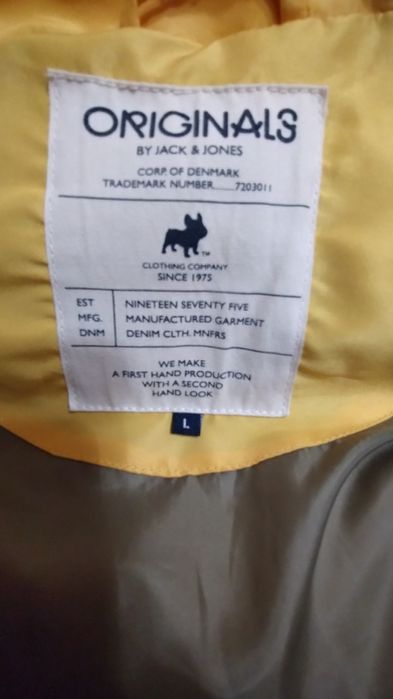 ORIGINALS
BY JACK & JONES
CORP. OF DENMARK
TRADEMARK NUMBER.......7203011
TM
CLOTHING COMPANY
SINCE 1975
EST NINETEEN SEVENTY FIVE
MFG. MANUFACTURED GARMENT
DNM DENIM CLTH. MNFRS
WE MAKE
A FIRST HAND PRODUCTION
WITH A SECOND
HAND LOOK
L